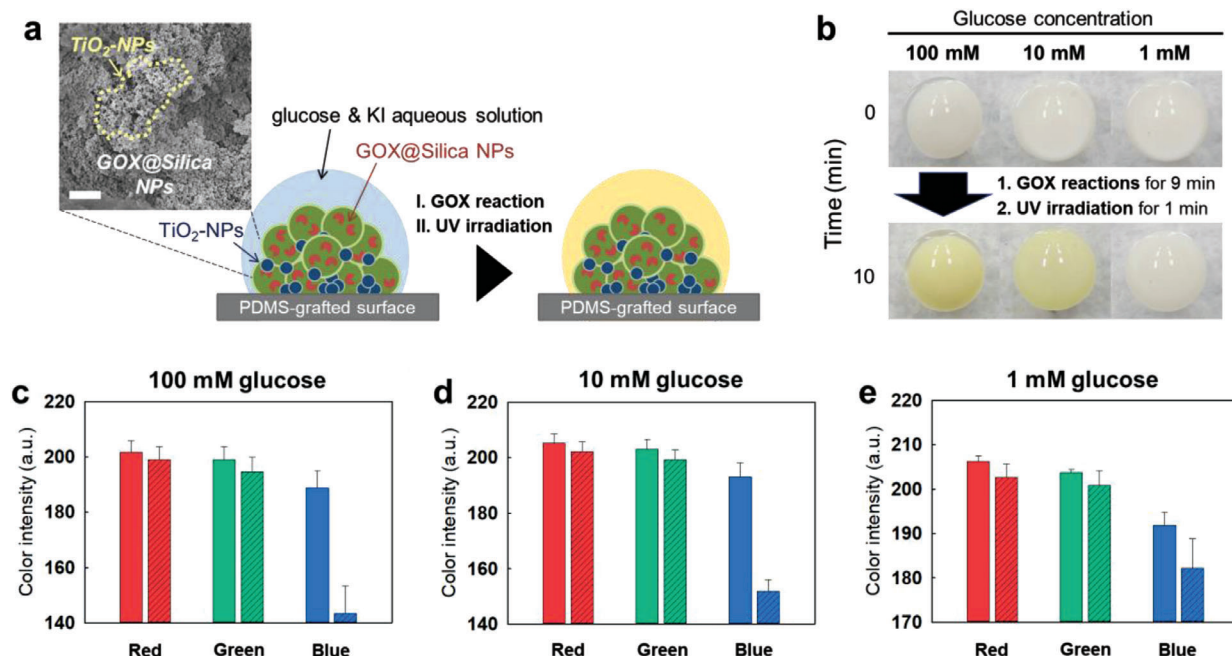 a
TiO2-NPs
GOX@Silica
NPs
glucose & KI aqueous solution
GOX@Silica NPs
TiO2-NPs
I. GOX reaction
II. UV irradiation
PDMS-grafted surface
PDMS-grafted surface
b
Glucose concentration
100 mM 10 mM 1 mM
Time (min)
0
1. GOX reactions for 9 min
2. UV irradiation for 1 min
10
c
100 mM glucose
Color intensity (a.u.)
220
200
180
160
140
Red Green Blue
d
10 mM glucose
Color intensity (a.u.)
220
200
180
160
140
Red Green Blue
e
1 mM glucose
Color intensity (a.u.)
220
210
200
190
180
170
Red Green Blue